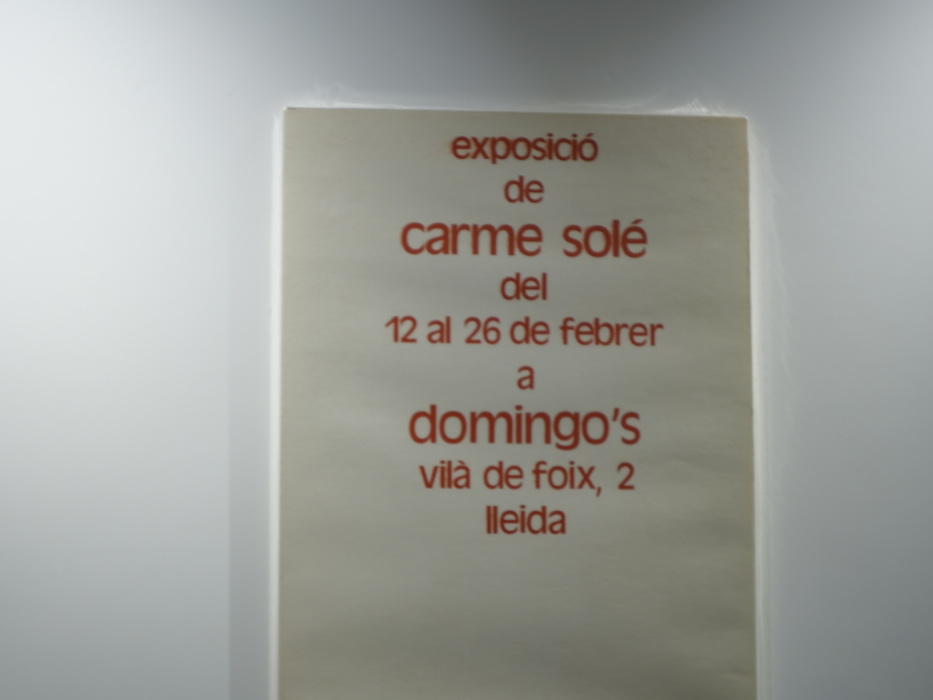 exposició
de
carme solé
del
12 al 26 de febrer
a
domingo's
vilà de foix, 2
lleida